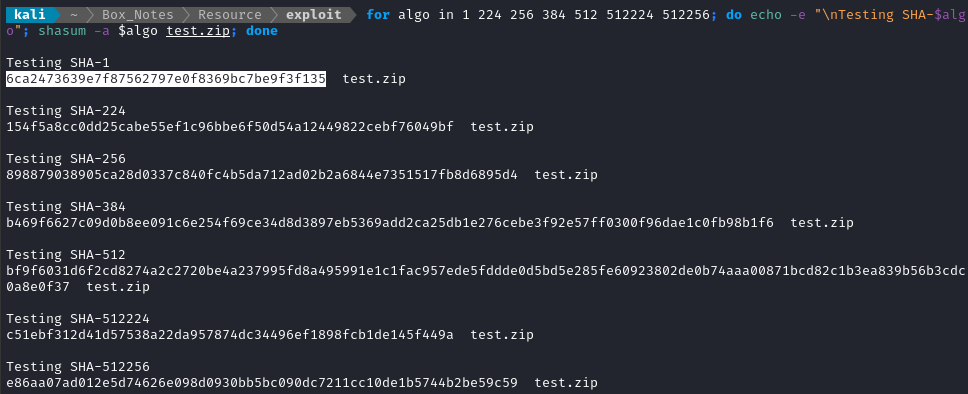 kali ~ Box_Notes Resource exploit for algo in 1 224 256 384 512 512224 512256; do echo -e "\nTesting SHA-$alg
o"; shasum -a $algo test.zip; done
Testing SHA-1
6ca2473639e7f87562797e0f8369bc7be9f3f135  test.zip
Testing SHA-224
154f5a8cc0dd25cabe55ef1c96bbe6f50d54a12449822cebf76049bf  test.zip
Testing SHA-256
898879038905ca28d0337c840fc4b5da712ad02b2a6844e7351517fb8d6895d4  test.zip
Testing SHA-384
b469f6627c09d0b8ee091c6e254f69ce34d8d3897eb5369add2ca25db1e276cebe3f92e57ff0300f96dae1c0fb98b1f6  test.zip
Testing SHA-512
bf9f6031d6f2cd8274a2c2720be4a237995fd8a495991e1c1fac957ede5fddde0d5bd5e285fe60923802de0b74aaa00871bcd82c1b3ea839b56b3cdc
0a8e0f37  test.zip
Testing SHA-512224
c51ebf312d41d57538a22da957874dc34496ef1898fcb1de145f449a  test.zip
Testing SHA-512256
e86aa07ad012e5d74626e098d0930bb5bc090dc7211cc10de1b5744b2be59c59  test.zip